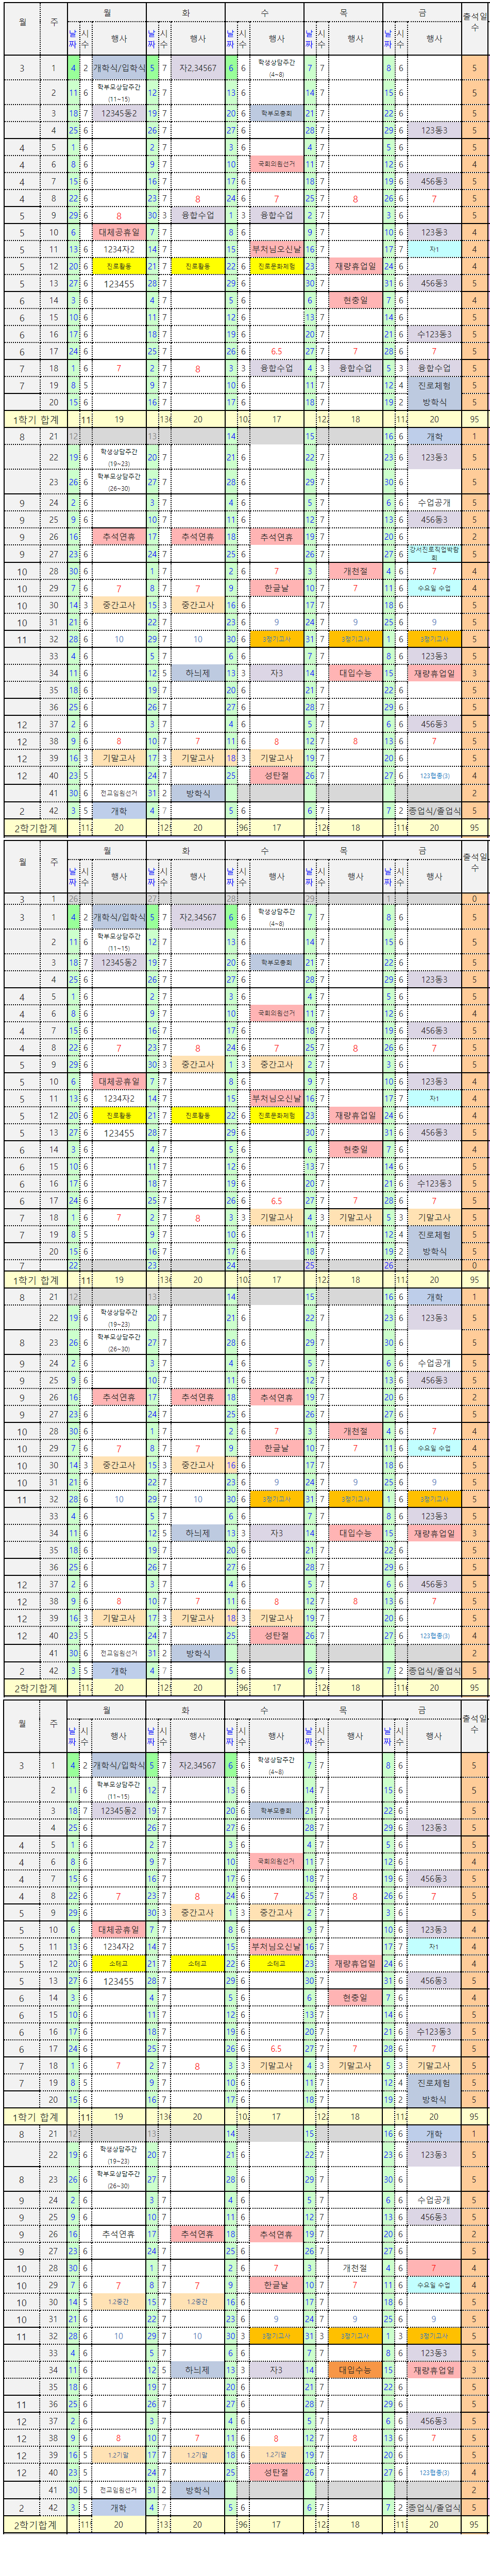 월 주 월 화 수 목 금 출석일수
날짜 시수 행사 날짜 시수 행사 날짜 시수 행사 날짜 시수 행사 날짜 시수 행사
3 1 4 2 개학식/입학식 5 7 자2,34567 6 6 학생상담주간 (4~8) 7 7 8 6 5
2 11 6 학부모상담주간 (11~15) 12 7 13 6 14 7 15 6 5
3 18 7 12345동2 19 7 20 6 학부모총회 21 7 22 6 5
4 25 6 26 7 27 6 28 7 29 6 123동3 5
4 5 1 6 2 7 3 6 4 7 5 6 5
4 6 8 6 9 7 10 국회의원선거 11 7 12 6 4
4 7 15 6 16 7 17 6 18 7 19 6 456동3 5
4 8 22 6 7 23 7 8 24 6 7 25 7 8 26 6 7 5
5 9 29 6 8 30 3 융합수업 1 3 융합수업 2 7 3 6 5
5 10 6 대체공휴일 7 7 8 6 9 7 10 6 123동3 4
5 11 13 6 1234자2 14 7 15 부처님오신날 16 7 17 7 자1 4
5 12 20 6 진로활동 21 7 진로활동 22 6 진로문화체험 23 재량휴업일 24 6 4
5 13 27 6 123455 28 7 29 6 30 7 31 6 456동3 5
6 14 3 6 4 7 5 6 6 현충일 7 6 4
6 15 10 6 11 7 12 6 13 7 14 6 5
6 16 17 6 18 7 19 6 20 7 21 6 수123동3 5
6 17 24 6 25 7 26 6 6.5 27 7 7 28 6 7 5
7 18 1 6 7 2 7 8 3 3 융합수업 4 3 융합수업 5 3 융합수업 5
7 19 8 5 9 7 10 6 11 7 12 4 진로체험 5
20 15 6 16 7 17 6 18 7 19 2 방학식 5
1학기 합계 19 20 17 18 20 95
8 21 12 13 14 15 16 6 개학 1
22 19 6 학생상담주간 (19~23) 20 7 21 6 22 7 23 6 123동3 5
23 26 6 학부모상담주간 (26~30) 27 7 28 6 29 7 30 6 5
9 24 2 6 3 7 4 6 5 7 6 6 수업공개 5
9 25 9 6 10 7 11 6 12 7 13 6 456동3 5
9 26 16 추석연휴 17 추석연휴 18 추석연휴 19 7 20 6 2
9 27 23 6 24 7 25 6 26 7 27 6 강서진로직업박람회 5
10 28 30 6 1 7 2 6 7 3 개천절 4 6 7 4
10 29 7 6 7 8 7 7 9 한글날 10 7 7 11 6 수요일 수업 4
10 30 14 3 중간고사 15 3 중간고사 16 6 17 7 18 6 5
10 31 21 6 22 7 23 6 9 24 7 9 25 6 9 5
11 32 28 6 10 29 7 10 30 6 3정기고사 31 7 3정기고사 1 6 3정기고사 5
33 4 6 5 7 6 6 7 7 8 6 123동3 5
34 11 6 12 5 하늬제 13 3 자3 14 대입수능 15 재량휴업일 3
35 18 6 19 7 20 6 21 7 22 6 5
36 25 6 26 7 27 6 28 7 29 6 5
12 37 2 6 3 7 4 6 5 7 6 6 456동3 5
12 38 9 6 8 10 7 7 11 6 8 12 7 8 13 6 7 5
12 39 16 3 기말고사 17 3 기말고사 18 3 기말고사 19 7 20 6 5
12 40 23 5 24 7 25 성탄절 26 7 27 6 123합종(3) 4
41 30 6 전교임원선거 31 2 방학식 2
2 42 3 5 개학 4 7 5 6 6 7 7 2 종업식/졸업식 5
2학기합계 112 20 125 20 96 17 126 18 116 20 95
월 주 월 화 수 목 금 출석일수
날짜 시수 행사 날짜 시수 행사 날짜 시수 행사 날짜 시수 행사 날짜 시수 행사
3 1 26 27 28 29 1 0
3 1 4 2 개학식/입학식 5 7 자2,34567 6 6 학생상담주간 (4~8) 7 7 8 6 5
2 11 6 학부모상담주간 (11~15) 12 7 13 6 14 7 15 6 5
3 18 7 12345동2 19 7 20 6 학부모총회 21 7 22 6 5
4 25 6 26 7 27 6 28 7 29 6 123동3 5
4 5 1 6 2 7 3 6 4 7 5 6 5
4 6 8 6 9 7 10 국회의원선거 11 7 12 6 4
4 7 15 6 16 7 17 6 18 7 19 6 456동3 5
4 8 22 6 7 23 7 8 24 6 7 25 7 8 26 6 7 5
5 9 29 6 30 3 중간고사 1 3 중간고사 2 7 3 6 5
5 10 6 대체공휴일 7 7 8 6 9 7 10 6 123동3 4
5 11 13 6 1234자2 14 7 15 부처님오신날 16 7 17 7 자1 4
5 12 20 6 진로활동 21 7 진로활동 22 6 진로문화체험 23 재량휴업일 24 6 4
5 13 27 6 123455 28 7 29 6 30 7 31 6 456동3 5
6 14 3 6 4 7 5 6 6 현충일 7 6 4
6 15 10 6 11 7 12 6 13 7 14 6 5
6 16 17 6 18 7 19 6 20 7 21 6 수123동3 5
6 17 24 6 25 7 26 6 6.5 27 7 7 28 6 7 5
7 18 1 6 7 2 7 8 3 3 기말고사 4 3 기말고사 5 3 기말고사 5
7 19 8 5 9 7 10 6 11 7 12 4 진로체험 5
20 15 6 16 7 17 6 18 7 19 2 방학식 5
7 22 23 24 25 26 0
1학기 합계 19 20 17 18 20 95
8 21 12 13 14 15 16 6 개학 1
22 19 6 학생상담주간 (19~23) 20 7 21 6 22 7 23 6 123동3 5
8 23 26 6 학부모상담주간 (26~30) 27 7 28 6 29 7 30 6 5
9 24 2 6 3 7 4 6 5 7 6 6 수업공개 5
9 25 9 6 10 7 11 6 12 7 13 6 456동3 5
9 26 16 추석연휴 17 추석연휴 18 추석연휴 19 7 20 6 2
9 27 23 6 24 7 25 6 26 7 27 6 5
10 28 30 6 1 7 2 6 7 3 개천절 4 6 7 4
10 29 7 6 7 8 7 7 9 한글날 10 7 7 11 6 수요일 수업 4
10 30 14 3 중간고사 15 3 중간고사 16 6 17 7 18 6 5
10 31 21 6 22 7 23 6 9 24 7 9 25 6 9 5
11 32 28 6 10 29 7 10 30 6 3정기고사 31 7 3정기고사 1 6 3정기고사 5
33 4 6 5 7 6 6 7 7 8 6 123동3 5
34 11 6 12 5 하늬제 13 3 자3 14 대입수능 15 재량휴업일 3
35 18 6 19 7 20 6 21 7 22 6 5
36 25 6 26 7 27 6 28 7 29 6 5
12 37 2 6 3 7 4 6 5 7 6 6 456동3 5
12 38 9 6 8 10 7 7 11 6 8 12 7 8 13 6 7 5
12 39 16 3 기말고사 17 3 기말고사 18 3 기말고사 19 7 20 6 5
12 40 23 5 24 7 25 성탄절 26 7 27 6 123합종(3) 4
41 30 6 전교임원선거 31 2 방학식 2
2 42 3 5 개학 4 7 5 6 6 7 7 2 종업식/졸업식 5
2학기합계 112 20 125 20 96 17 126 18 116 20 95
월 주 월 화 수 목 금 출석일수
날짜 시수 행사 날짜 시수 행사 날짜 시수 행사 날짜 시수 행사 날짜 시수 행사
3 1 4 2 개학식/입학식 5 7 자2,34567 6 6 학생상담주간 (4~8) 7 7 8 6 5
2 11 6 학부모상담주간 (11~15) 12 7 13 6 14 7 15 6 5
3 18 7 12345동2 19 7 20 6 학부모총회 21 7 22 6 5
4 25 6 26 7 27 6 28 7 29 6 123동3 5
4 5 1 6 2 7 3 6 4 7 5 6 5
4 6 8 6 9 7 10 국회의원선거 11 7 12 6 4
4 7 15 6 16 7 17 6 18 7 19 6 456동3 5
4 8 22 6 7 23 7 8 24 6 7 25 7 8 26 6 7 5
5 9 29 6 30 3 중간고사 1 3 중간고사 2 7 3 6 5
5 10 6 대체공휴일 7 7 8 6 9 7 10 6 123동3 4
5 11 13 6 1234자2 14 7 15 부처님오신날 16 7 17 7 자1 4
5 12 20 6 소테교 21 7 소테교 22 6 소테교 23 재량휴업일 24 6 4
5 13 27 6 123455 28 7 29 6 30 7 31 6 456동3 5
6 14 3 6 4 7 5 6 6 현충일 7 6 4
6 15 10 6 11 7 12 6 13 7 14 6 5
6 16 17 6 18 7 19 6 20 7 21 6 수123동3 5
6 17 24 6 25 7 26 6 6.5 27 7 7 28 6 7 5
7 18 1 6 7 2 7 8 3 3 기말고사 4 3 기말고사 5 3 기말고사 5
7 19 8 5 9 7 10 6 11 7 12 4 진로체험 5
20 15 6 16 7 17 6 18 7 19 2 방학식 5
1학기 합계 19 20 17 18 20 95
8 21 12 13 14 15 16 6 개학 1
22 19 6 학생상담주간 (19~23) 20 7 21 6 22 7 23 6 123동3 5
8 23 26 6 학부모상담주간 (26~30) 27 7 28 6 29 7 30 6 5
9 24 2 6 3 7 4 6 5 7 6 6 수업공개 5
9 25 9 6 10 7 11 6 12 7 13 6 456동3 5
9 26 16 추석연휴 17 추석연휴 18 추석연휴 19 7 20 6 2
9 27 23 6 24 7 25 6 26 7 27 6 5
10 28 30 6 1 7 2 6 7 3 개천절 4 6 7 4
10 29 7 6 7 8 7 7 9 한글날 10 7 7 11 6 수요일 수업 4
10 30 14 5 1.2중간 15 7 1.2중간 16 6 17 7 18 6 5
10 31 21 6 22 7 23 6 9 24 7 9 25 6 9 5
11 32 28 6 10 29 7 10 30 3 3정기고사 31 3 3정기고사 1 3 3정기고사 5
33 4 6 5 7 6 6 7 7 8 6 123동3 5
34 11 6 12 5 하늬제 13 3 자3 14 대입수능 15 재량휴업일 3
35 18 6 19 7 20 6 21 7 22 6 5
11 36 25 6 26 7 27 6 28 7 29 6 5
12 37 2 6 3 7 4 6 5 7 6 6 456동3 5
12 38 9 6 8 10 7 7 11 6 8 12 7 8 13 6 7 5
12 39 16 5 1.2기말 17 7 1.2기말 18 6 1.2기말 19 7 20 6 5
12 40 23 5 24 7 25 성탄절 26 7 27 6 123합종(3) 4
41 30 5 전교임원선거 31 2 방학식 2
2 42 3 5 개학 4 7 5 6 6 7 7 2 종업식/졸업식 5
2학기합계 115 20 20 96 17 18 20 95